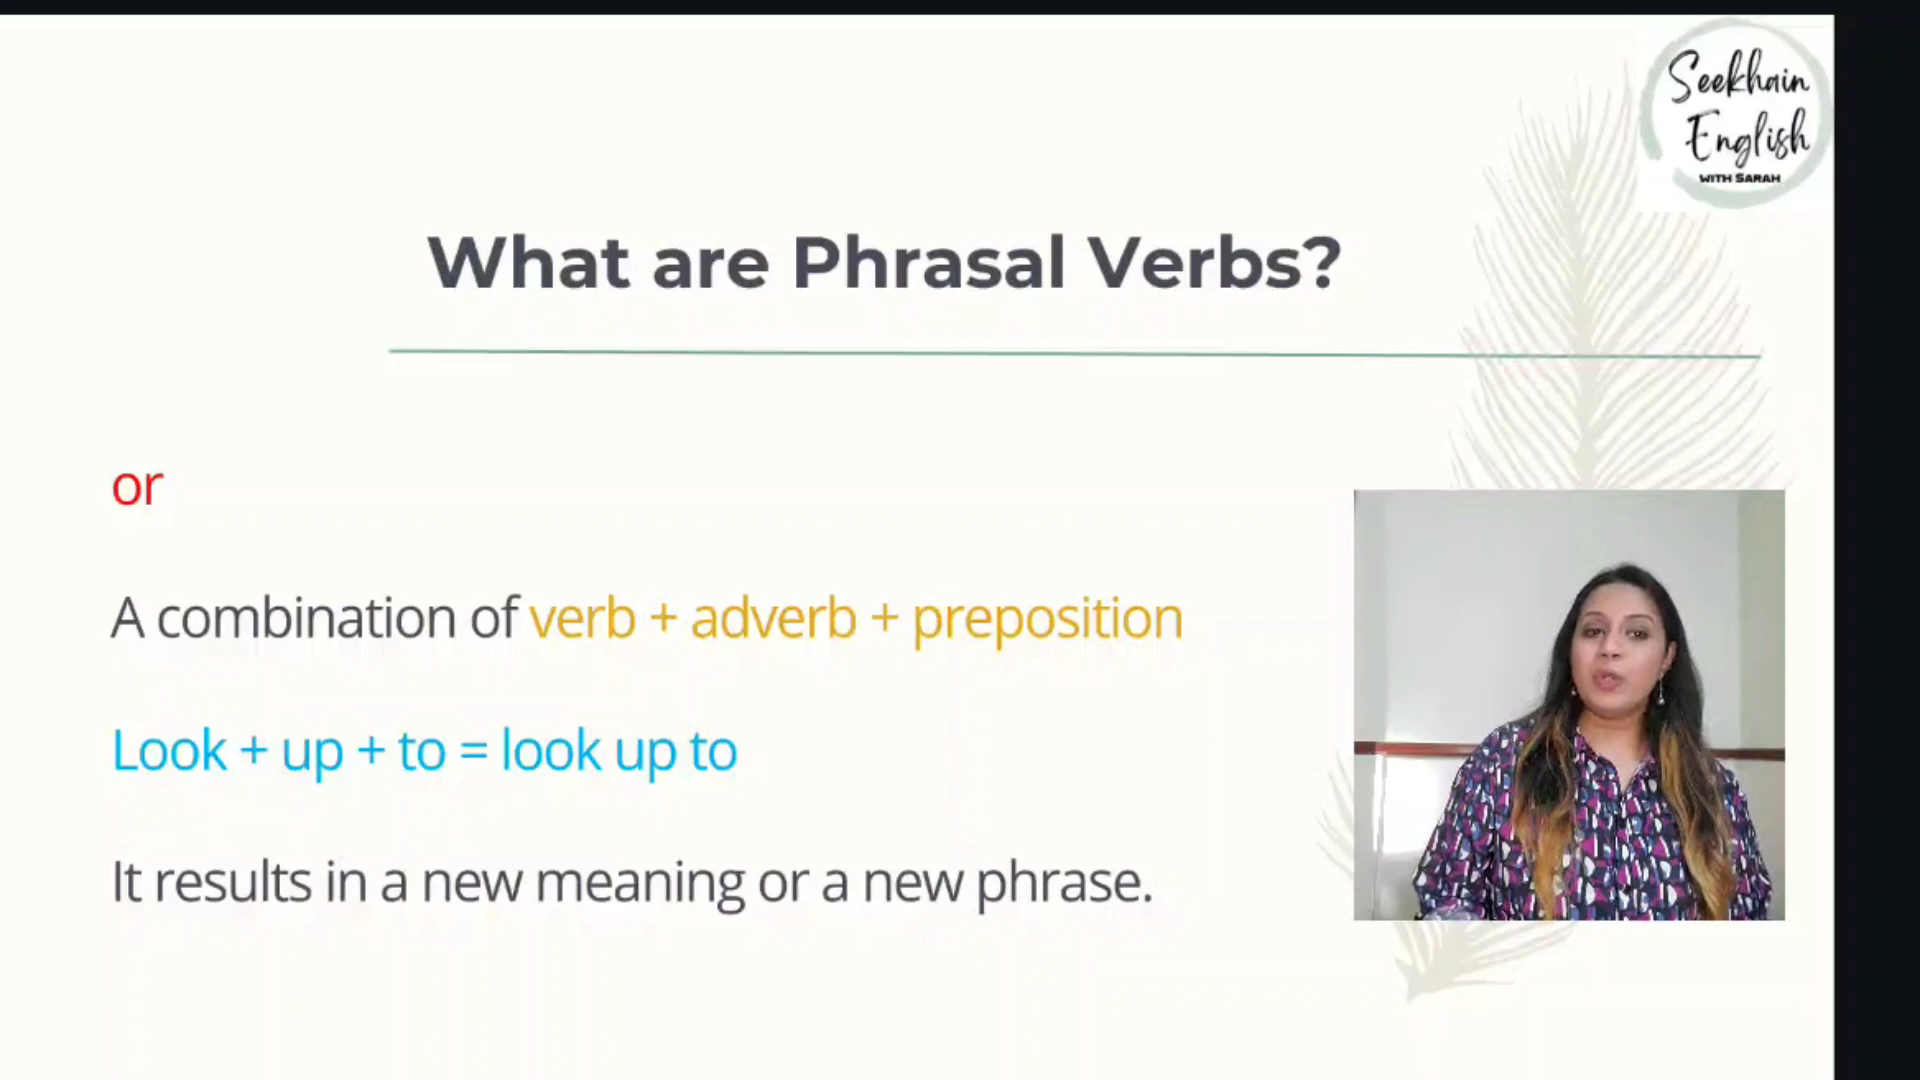 Seekhain
English
WITH SARAH
What are Phrasal Verbs?
or
A combination of verb + adverb + preposition
Look + up + to = look up to
It results in a new meaning or a new phrase.